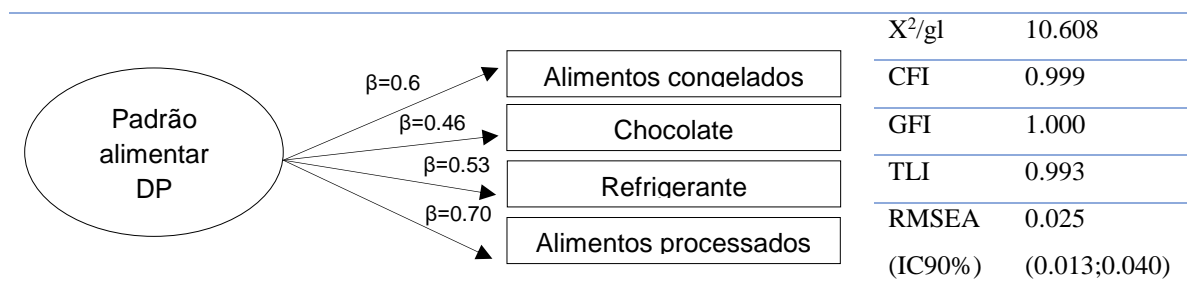 Padrão
alimentar
DP
β=0.6
β=0.46
β=0.53
β=0.70
Alimentos congelados
Chocolate
Refrigerante
Alimentos processados
X²/gl 10.608
CFI 0.999
GFI 1.000
TLI 0.993
RMSEA 0.025
(IC90%) (0.013;0.040)